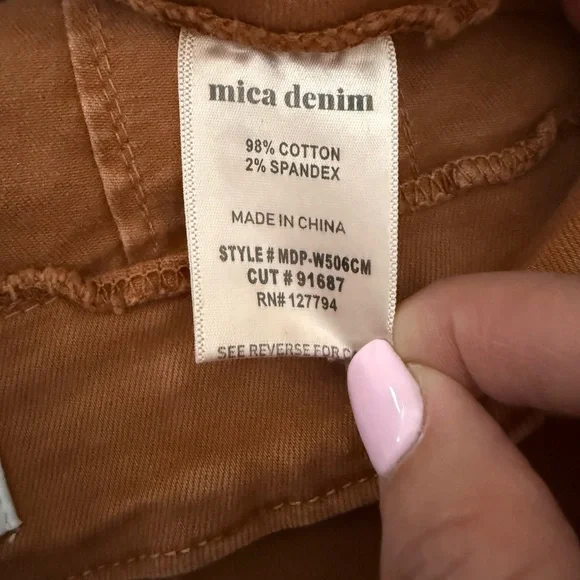 mica denim
98% COTTON
2% SPANDEX
MADE IN CHINA
STYLE # MDP-W506CM
CUT # 91687
RN# 127794
SEE REVERSE FOR